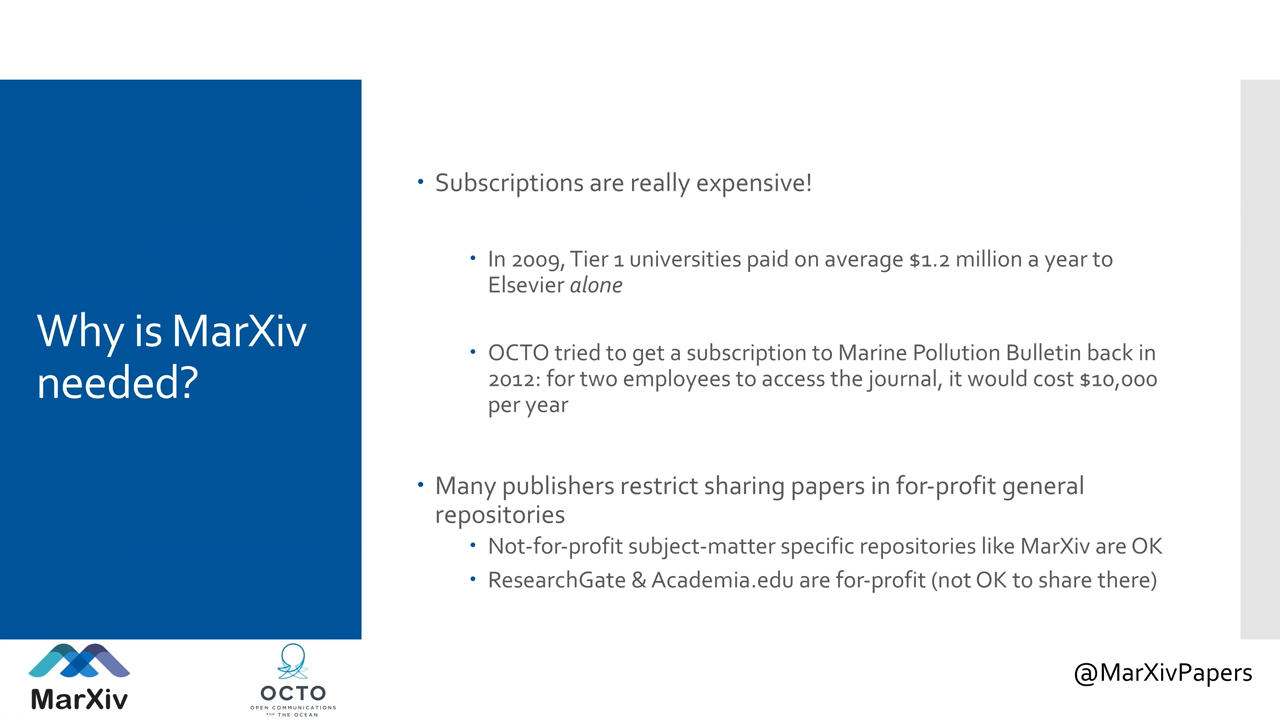 Why is MarXiv
needed?
• Subscriptions are really expensive!
• In 2009, Tier 1 universities paid on average $1.2 million a year to
Elsevier alone
• OCTO tried to get a subscription to Marine Pollution Bulletin back in
2012: for two employees to access the journal, it would cost $10,000
per year
• Many publishers restrict sharing papers in for-profit general
repositories
• Not-for-profit subject-matter specific repositories like MarXiv are OK
• ResearchGate & Academia.edu are for-profit (not OK to share there)
MarXiv
OCTO
OPEN COMMUNICATIONS
FOR THE OCEAN
@MarXivPapers